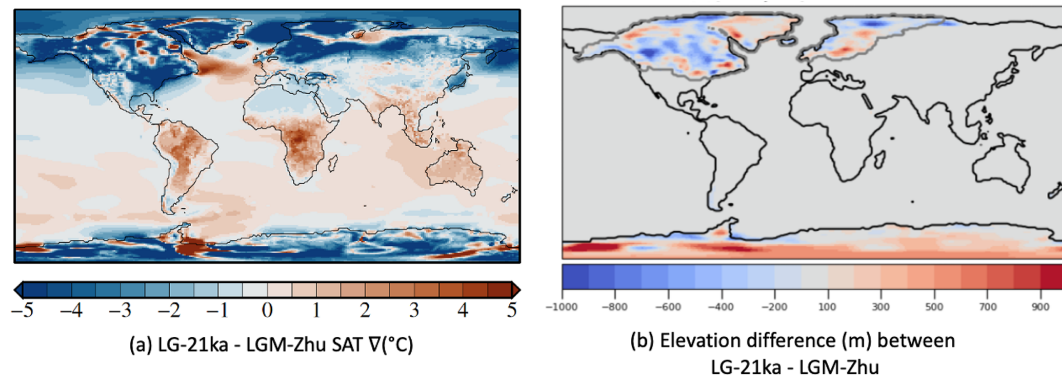 −5 −4 −3 −2 −1 0 1 2 3 4 5
(a) LG-21ka - LGM-Zhu SAT ∇(°C)
−1000 −800 −600 −400 −200 100 300 500 700 900
(b) Elevation difference (m) between
LG-21ka - LGM-Zhu